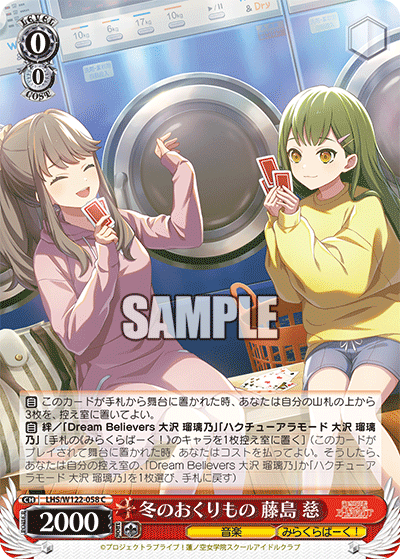 LEVEL
0
0
COST
10kg
6kg
10kg
17kg
& Dry
SAMPLE
自 このカードが手札から舞台に置かれた時、あなたは自分の山札の上から
3枚を、控え室に置いてよい。
自 絆/「Dream Believers 大沢 瑠璃乃」「ハクチューアラモード 大沢 瑠璃
乃」［手札の《みらくらぱーく！》のキャラを1枚控え室に置く］（このカードが
プレイされて舞台に置かれた時、あなたはコストを払ってよい。そうしたら、
あなたは自分の控え室の、「Dream Believers 大沢 瑠璃乃」か「ハクチューア
ラモード 大沢 瑠璃乃」を1枚選び、手札に戻す）
CH LHS/W122-058 C
2000
冬のおくりもの 藤島 慈
音楽
みらくらぱーく！
©プロジェクトラブライブ！蓮ノ空女学院スクールアイドルクラブ